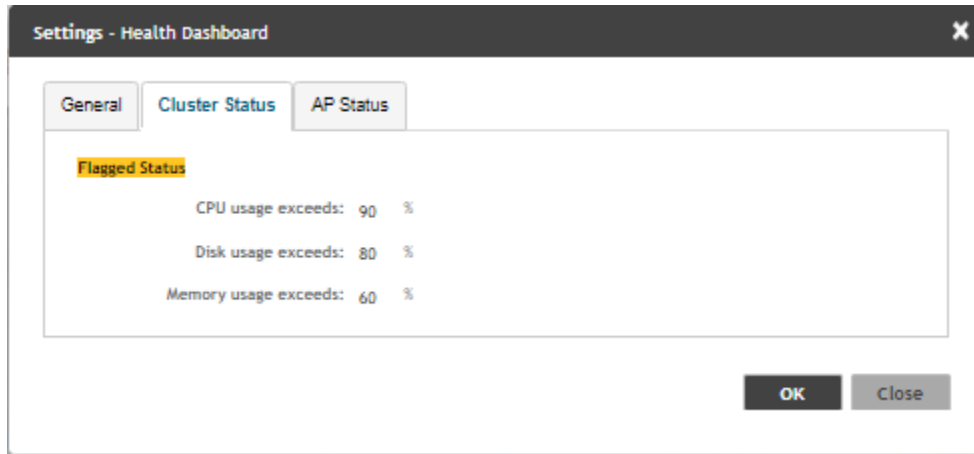 Settings - Health Dashboard
General Cluster Status AP Status
Flagged Status
CPU usage exceeds: 90 %
Disk usage exceeds: 80 %
Memory usage exceeds: 60 %
OK Close